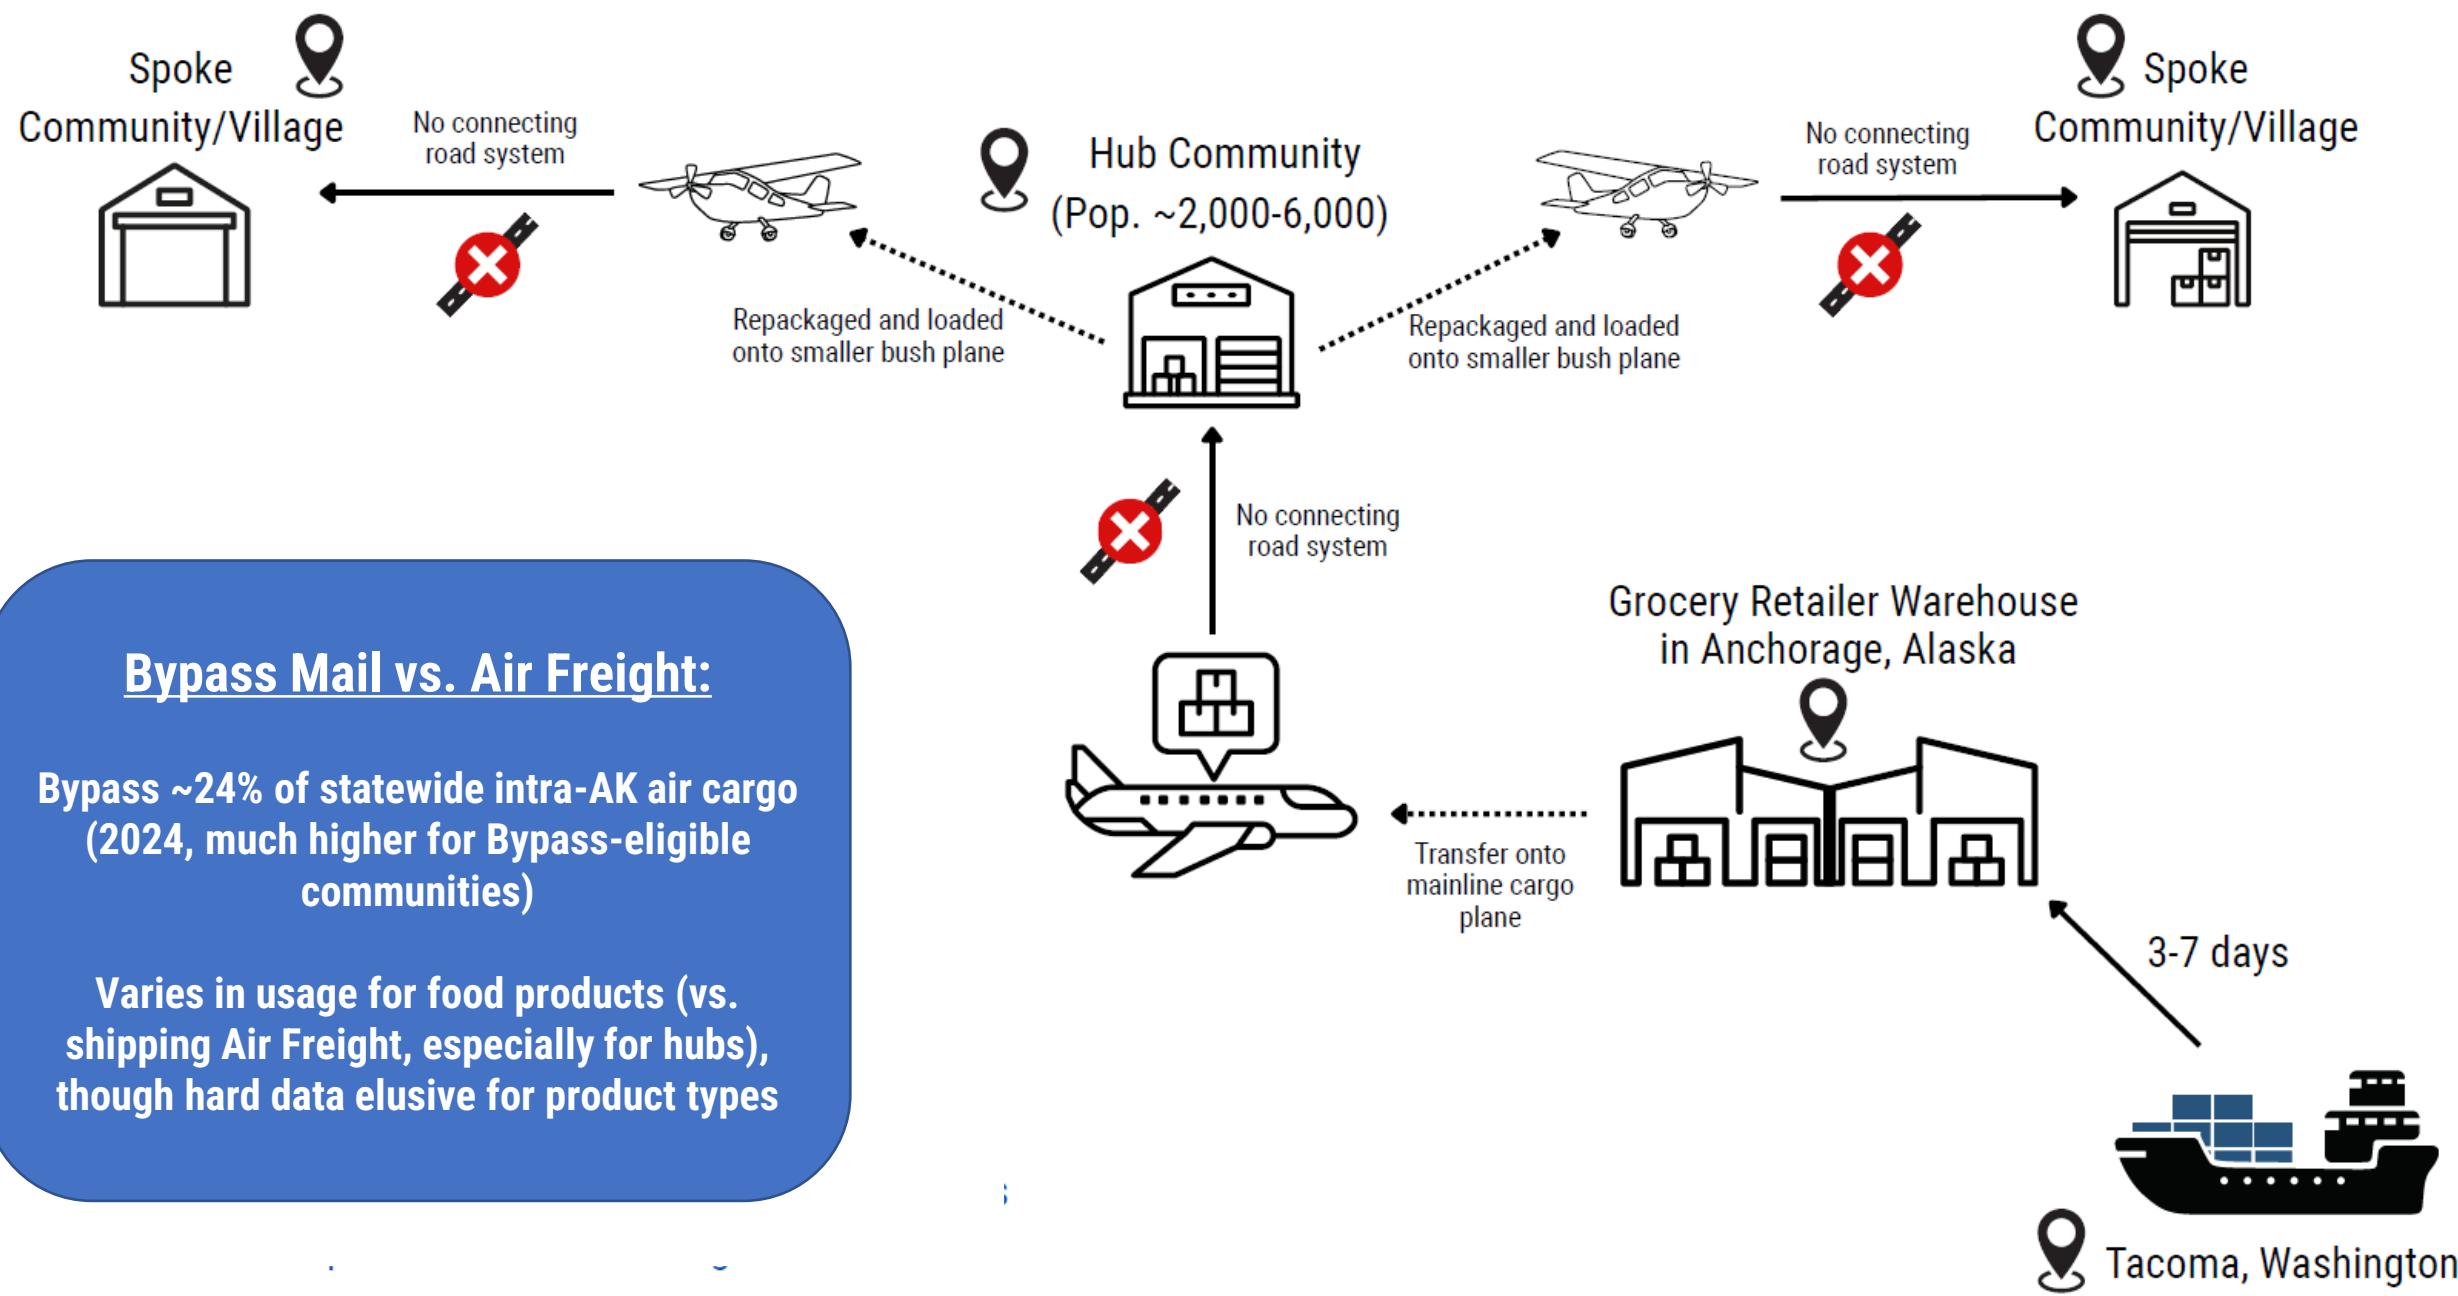 Spoke
Community/Village
No connecting
road system
Hub Community
(Pop. ~2,000-6,000)
No connecting
road system
Spoke
Community/Village
Repackaged and loaded
onto smaller bush plane
Repackaged and loaded
onto smaller bush plane
No connecting
road system
Grocery Retailer Warehouse
in Anchorage, Alaska
Transfer onto
mainline cargo
plane
3-7 days
Tacoma, Washington
Bypass Mail vs. Air Freight:
Bypass ~24% of statewide intra-AK air cargo
(2024, much higher for Bypass-eligible
communities)
Varies in usage for food products (vs.
shipping Air Freight, especially for hubs),
though hard data elusive for product types